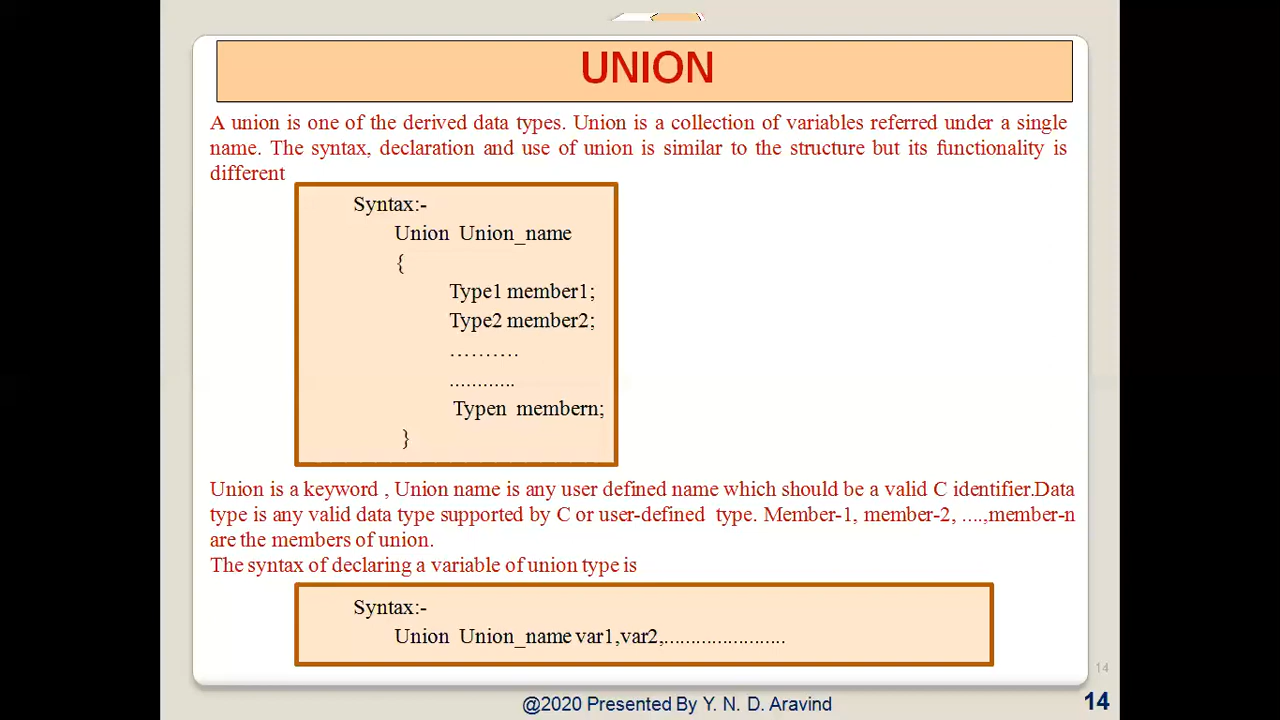 UNION
A union is one of the derived data types. Union is a collection of variables referred under a single
name. The syntax, declaration and use of union is similar to the structure but its functionality is
different
Syntax:-
Union Union_name
{
Type1 member1;
Type2 member2;
……….
............
Typen membern;
}
Union is a keyword , Union name is any user defined name which should be a valid C identifier.Data
type is any valid data type supported by C or user-defined type. Member-1, member-2, ….,member-n
are the members of union.
The syntax of declaring a variable of union type is
Syntax:-
Union Union_name var1,var2,.......................
14
@2020 Presented By Y. N. D. Aravind
14